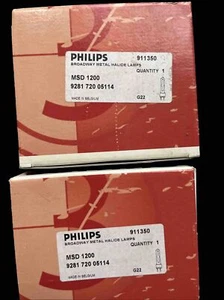 PHILIPS 911350
BROADWAY METAL HALIDE LAMPS
QUANTITY 1
MSD 1200
9281 720 05114
MADE IN BELGIUM G22
PHILIPS 911350
BROADWAY METAL HALIDE LAMPS
QUANTITY 1
MSD 1200
9281 720 05114
MADE IN BELGIUM G22